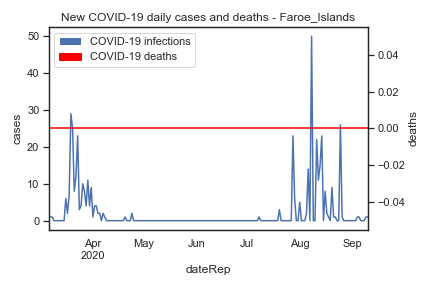 New COVID-19 daily cases and deaths - Faroe_Islands
COVID-19 infections
COVID-19 deaths
50
40
30
20
10
0
cases
0.04
0.02
0.00
−0.02
−0.04
deaths
Apr May Jun Jul Aug Sep
2020
dateRep